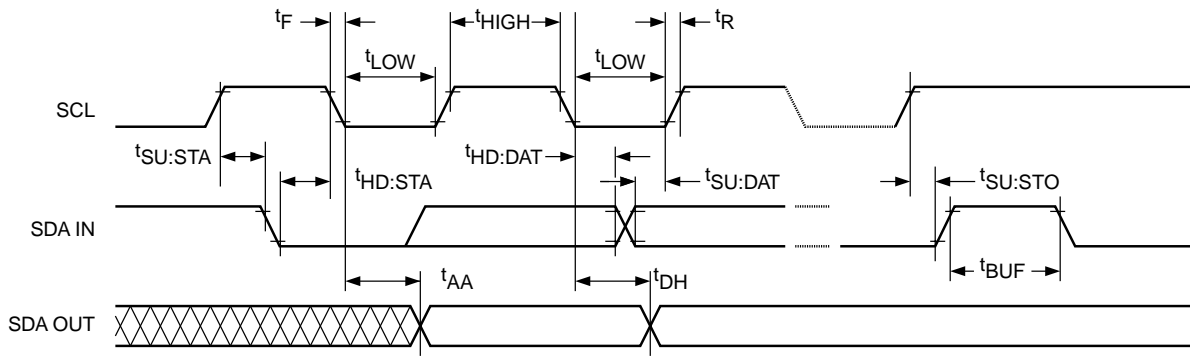 tF tHIGH tR
tLOW tLOW
SCL
tSU:STA tHD:STA tHD:DAT tSU:DAT tSU:STO
SDA IN
tAA tDH tBUF
SDA OUT